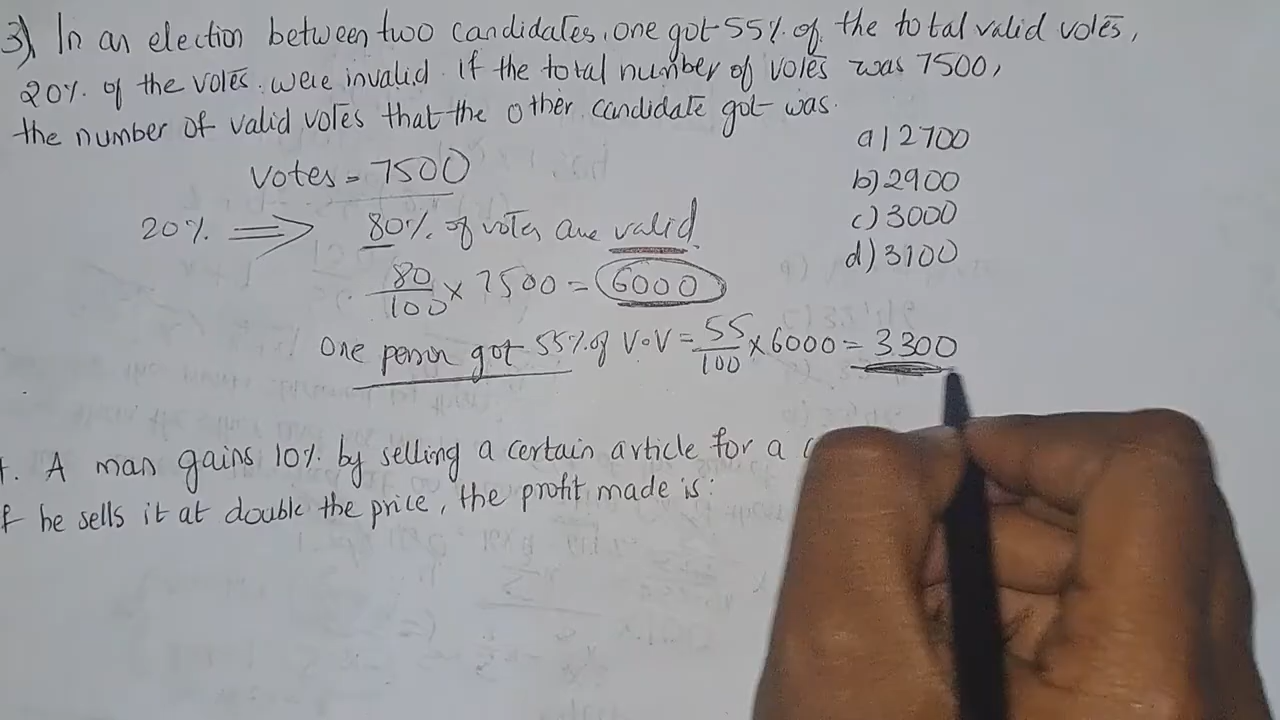 3) In an election between two candidates, one got 55% of the total valid votes,
20% of the votes were invalid. If the total number of votes was 7500,
the number of valid votes that the other candidate got was.
a) 2700
b) 2900
c) 3000
d) 3100
Votes = 7500
20% ⟹ 80% of votes are valid.
80/100 × 7500 = 6000
One person got 55% of V.V = 55/100 × 6000 = 3300
A man gains 10% by selling a certain article for a
he sells it at double the price, the profit made is: